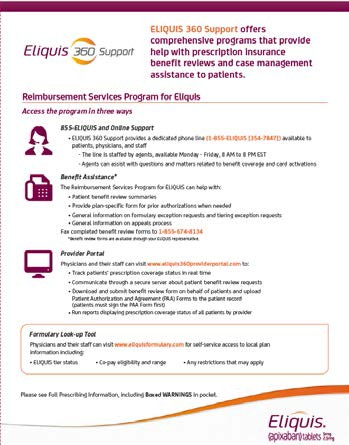 Eliquis 360 Support
ELIQUIS 360 Support offers
comprehensive programs that provide
help with prescription insurance
benefit reviews and case management
assistance to patients.
Reimbursement Services Program for Eliquis
Access the program in three ways
855-ELIQUIS and Online Support
• ELIQUIS 360 Support provides a dedicated phone line (1-855-ELIQUIS [354-7847]) available to
patients, physicians, and staff
- The line is staffed by agents, available Monday - Friday, 8 AM to 8 PM EST
- Agents can assist with questions and matters related to benefit coverage and card activations
Benefit Assistance*
The Reimbursement Services Program for ELIQUIS can help with:
• Patient benefit review summaries
• Provide plan-specific form for prior authorizations when needed
• General information on formulary exception requests and tiering exception requests
• General information on appeals process
Fax completed benefit review forms to 1-855-674-8134
*Benefit review forms are available through your ELIQUIS representative.
Provider Portal
Physicians and their staff can visit www.eliquis360providerportal.com to:
• Track patients' prescription coverage status in real time
• Communicate through a secure server about patient benefit review requests
• Download and submit benefit review form on behalf of patients and upload
Patient Authorization and Agreement (PAA) Forms to the patient record
(patients must sign the PAA Form first)
• Run reports displaying prescription coverage status of all patients by provider
Formulary Look-up Tool
Physicians and their staff can visit www.eliquisformulary.com for self-service access to local plan
information including:
• ELIQUIS tier status • Co-pay eligibility and range • Any restrictions that may apply
Please see Full Prescribing Information, including Boxed WARNINGS in pocket.
Eliquis.
(apixaban) tablets 5mg 2.5mg